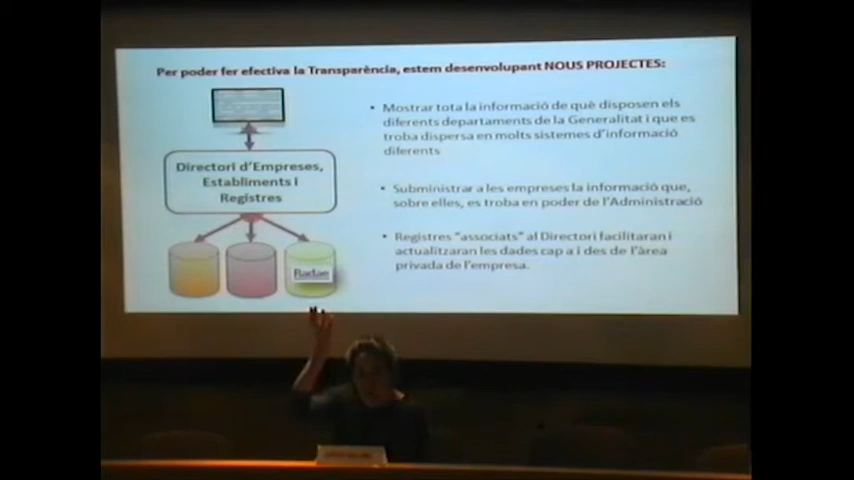 Per poder fer efectiva la Transparència, estem desenvolupant NOUS PROJECTES:
Directori d'Empreses,
Establiments i
Registres
Radae
• Mostrar tota la informació de què disposen els
diferents departaments de la Generalitat i que es
troba dispersa en molts sistemes d'informació
diferents
• Subministrar a les empreses la informació que,
sobre elles, es troba en poder de l'Administració
• Registres "associats" al Directori facilitaran i
actualitzaran les dades cap a i des de l'àrea
privada de l'empresa.